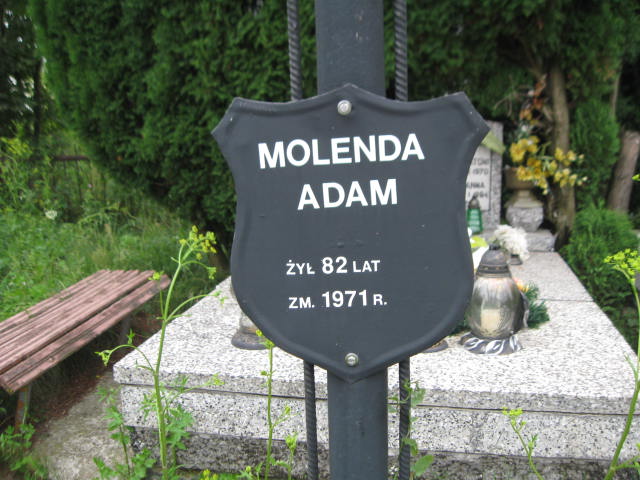 MOLENDA
ADAM
ŻYŁ 82 LAT
ZM. 1971 R.